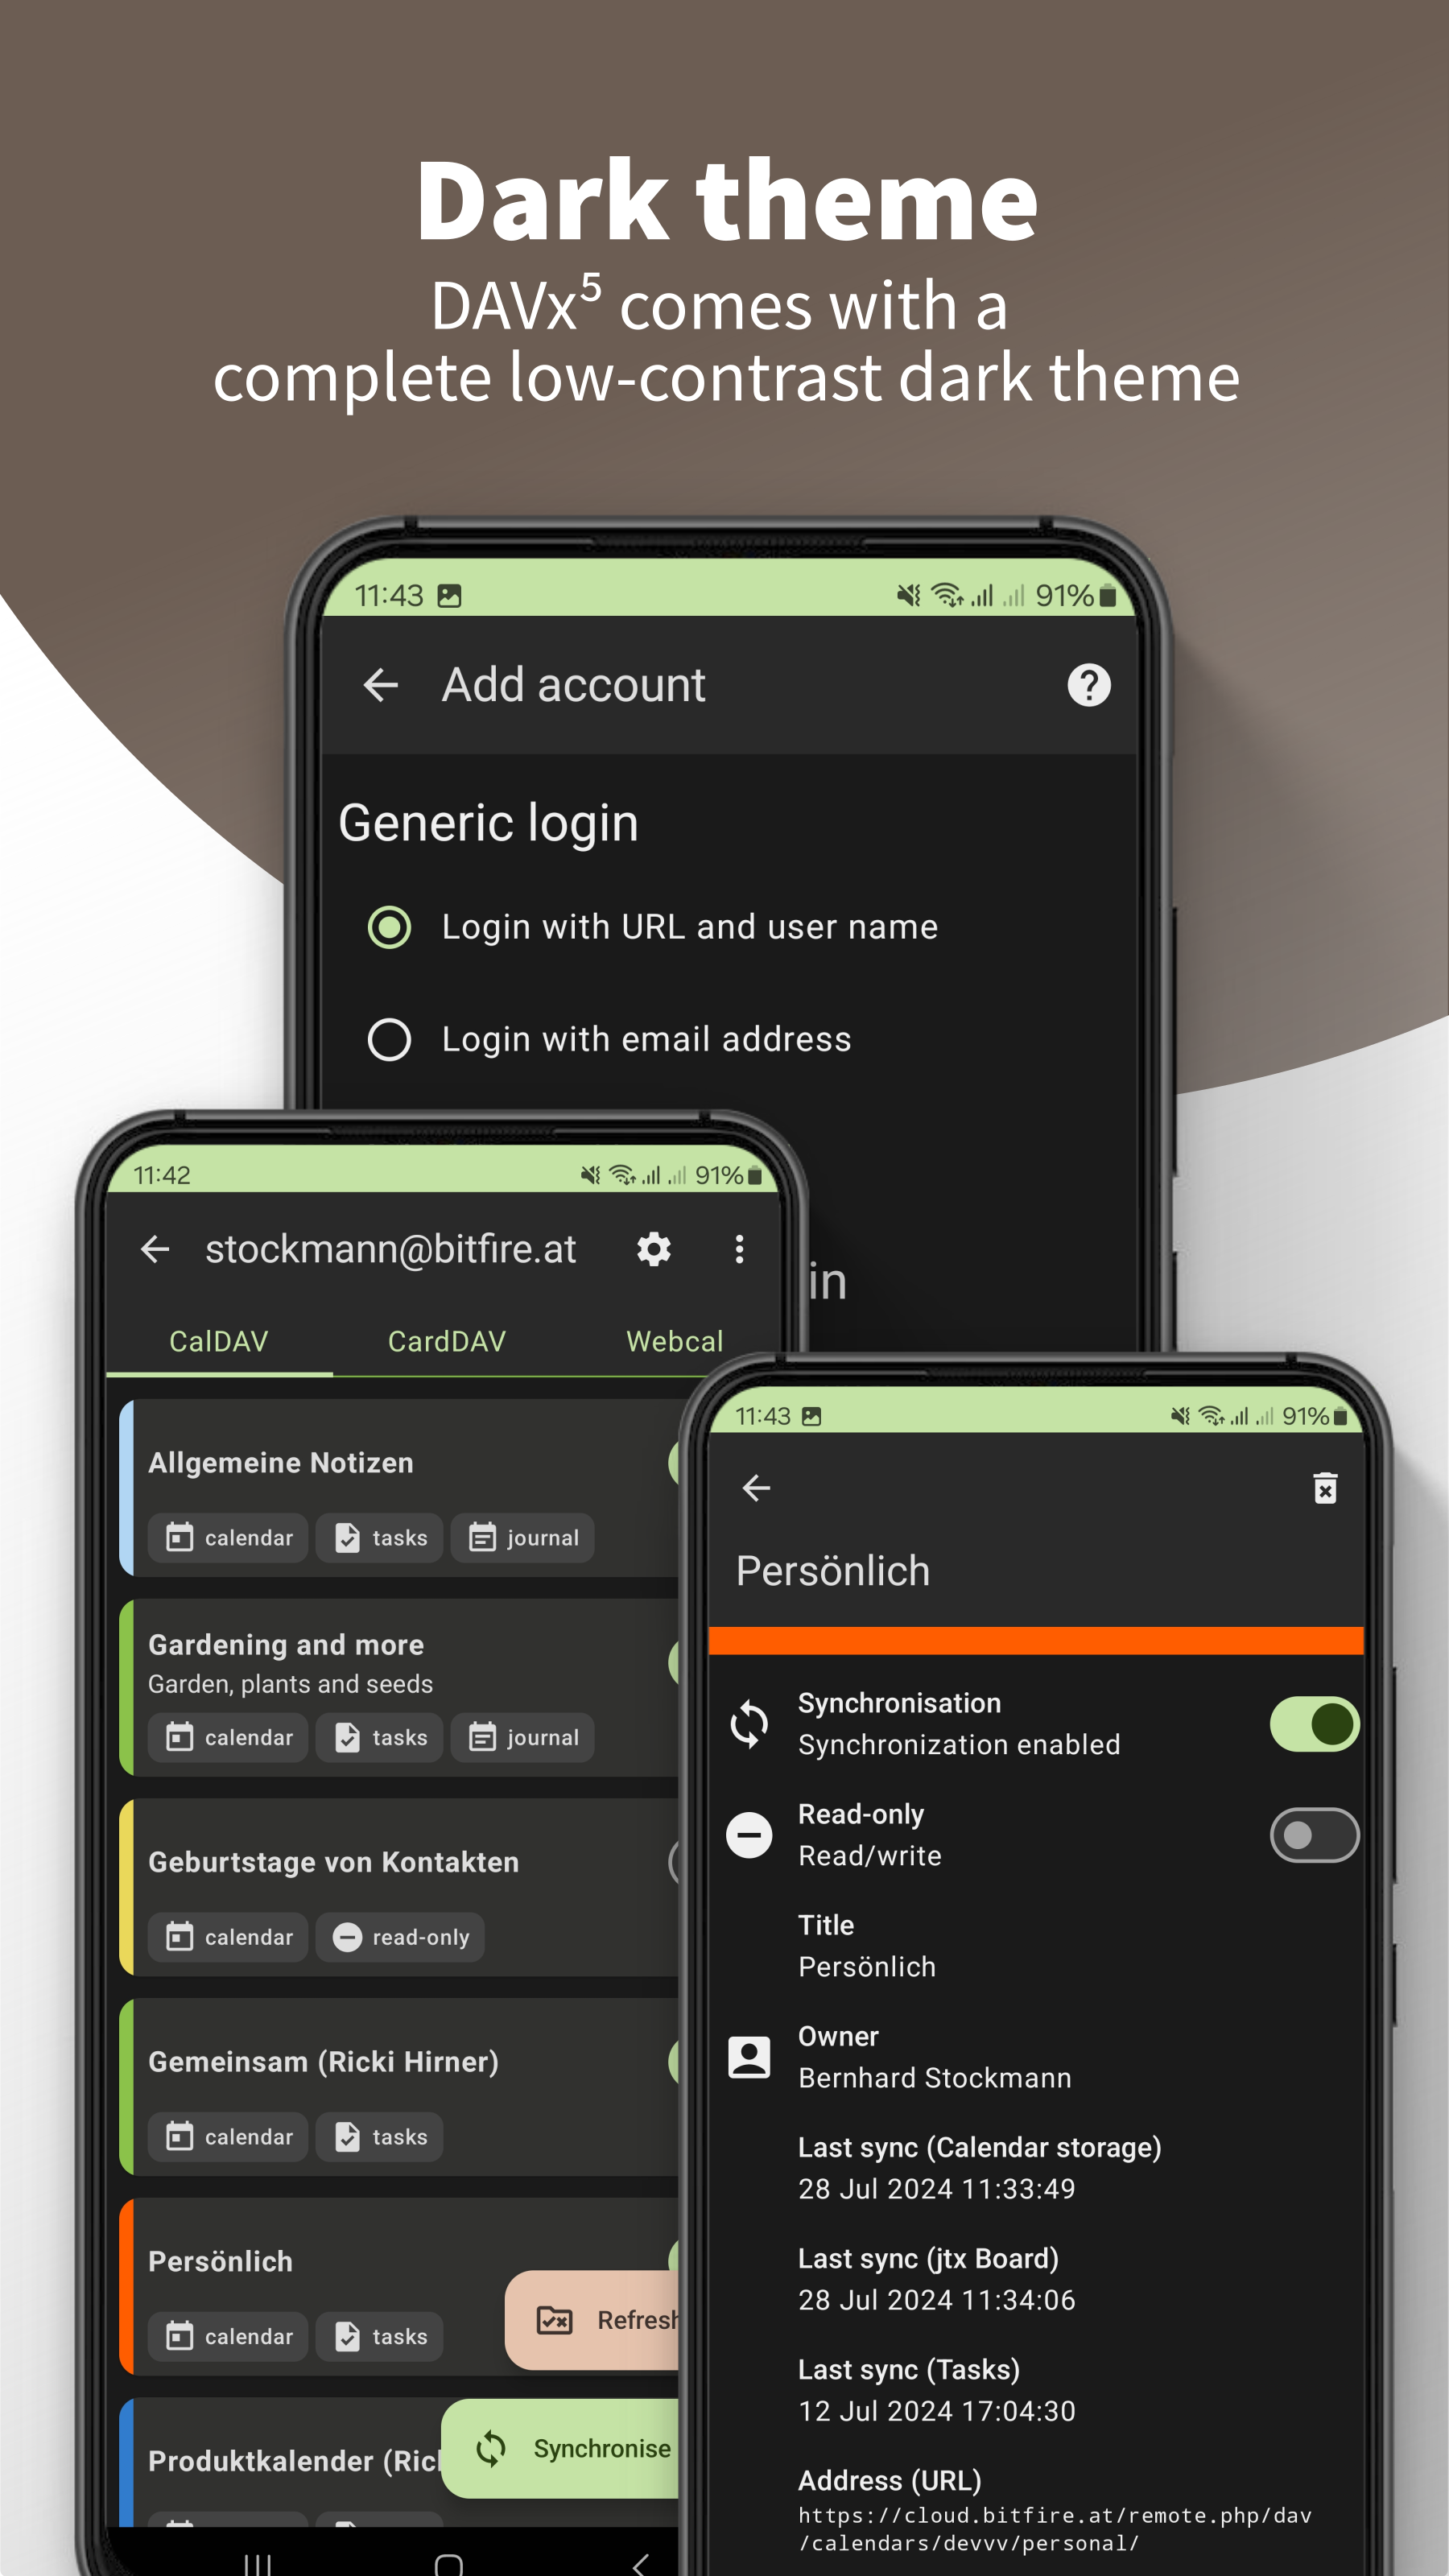 Dark theme
DAVx⁵ comes with a
complete low-contrast dark theme
11:43
91%
Add account
Generic login
Login with URL and user name
Login with email address
in
11:42
91%
stockmann@bitfire.at
CalDAV
CardDAV
Webcal
Allgemeine Notizen
calendar
tasks
journal
Gardening and more
Garden, plants and seeds
calendar
tasks
journal
Geburtstage von Kontakten
calendar
read-only
Gemeinsam (Ricki Hirner)
calendar
tasks
Persönlich
calendar
tasks
Refresh
Produktkalender (Ric
Synchronise
11:43
91%
Persönlich
Synchronisation
Synchronization enabled
Read-only
Read/write
Title
Persönlich
Owner
Bernhard Stockmann
Last sync (Calendar storage)
28 Jul 2024 11:33:49
Last sync (jtx Board)
28 Jul 2024 11:34:06
Last sync (Tasks)
12 Jul 2024 17:04:30
Address (URL)
https://cloud.bitfire.at/remote.php/dav
/calendars/devvv/personal/